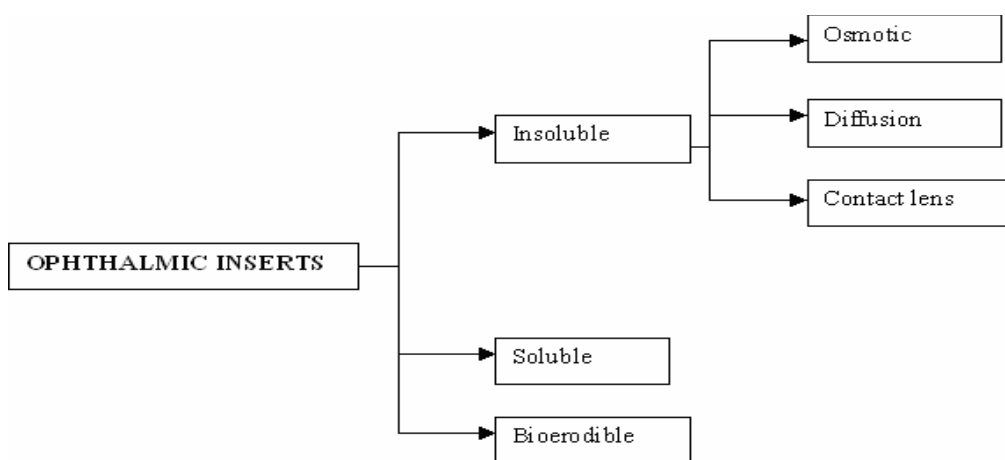 Osmotic
Insoluble
Diffusion
Contact lens
OPHTHALMIC INSERTS
Soluble
Bioerodible